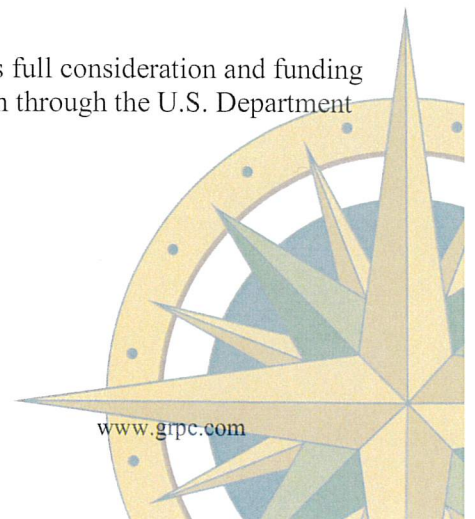 s full consideration and funding
n through the U.S. Department
www.grpc.com